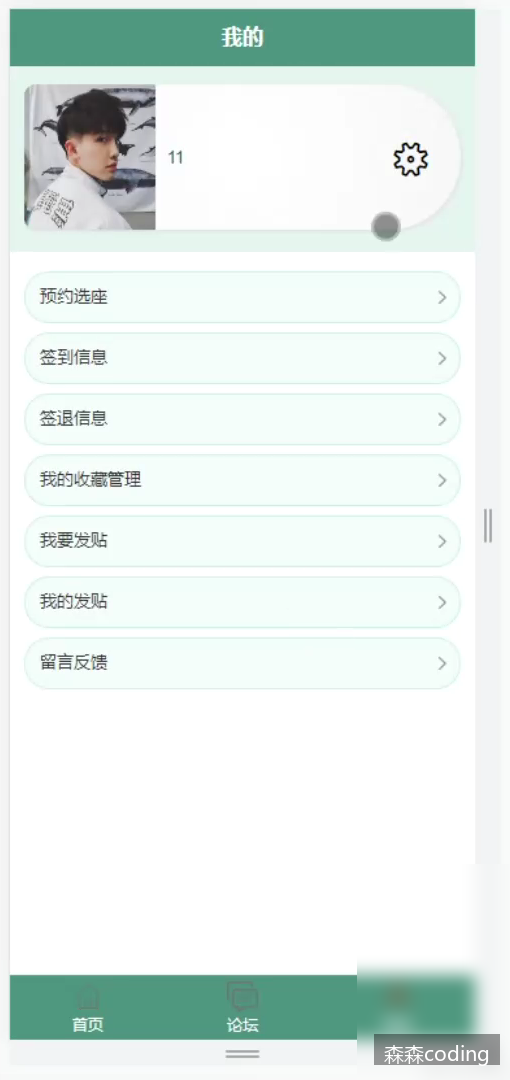 我的
11
预约选座
签到信息
签退信息
我的收藏管理
我要发贴
我的发贴
留言反馈
首页
论坛
森森coding